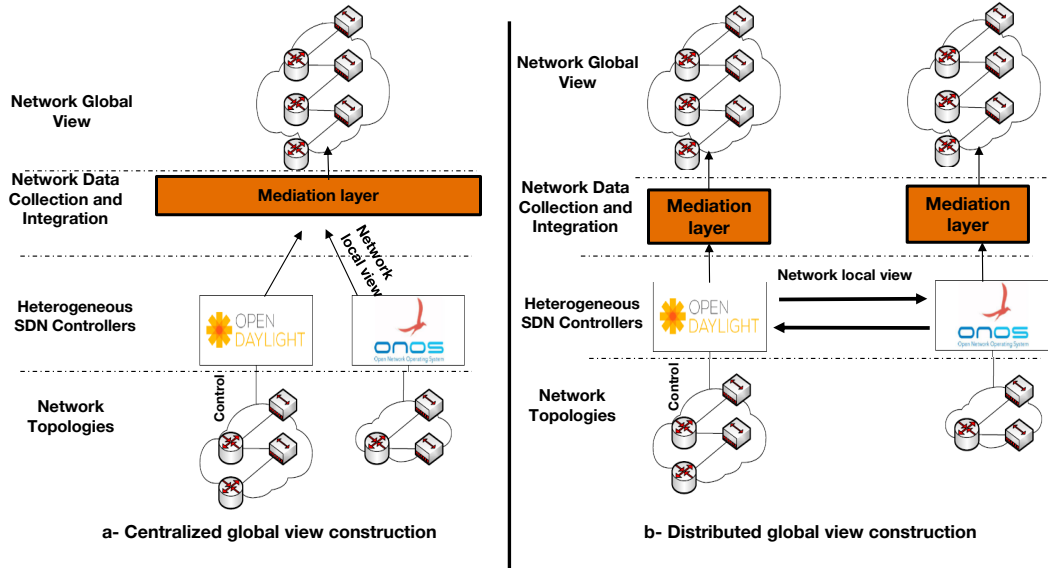 Network Global
View
Network Data
Collection and
Integration
Mediation layer
Network
local view
Heterogeneous
SDN Controllers
OPEN
DAYLIGHT
onos
Open Network Operating System
Control
Network
Topologies
a- Centralized global view construction
Network Global
View
Network Data
Collection and
Integration
Mediation
layer
Mediation
layer
Network local view
Heterogeneous
SDN Controllers
OPEN
DAYLIGHT
onos
Open Network Operating System
Control
Network
Topologies
b- Distributed global view construction